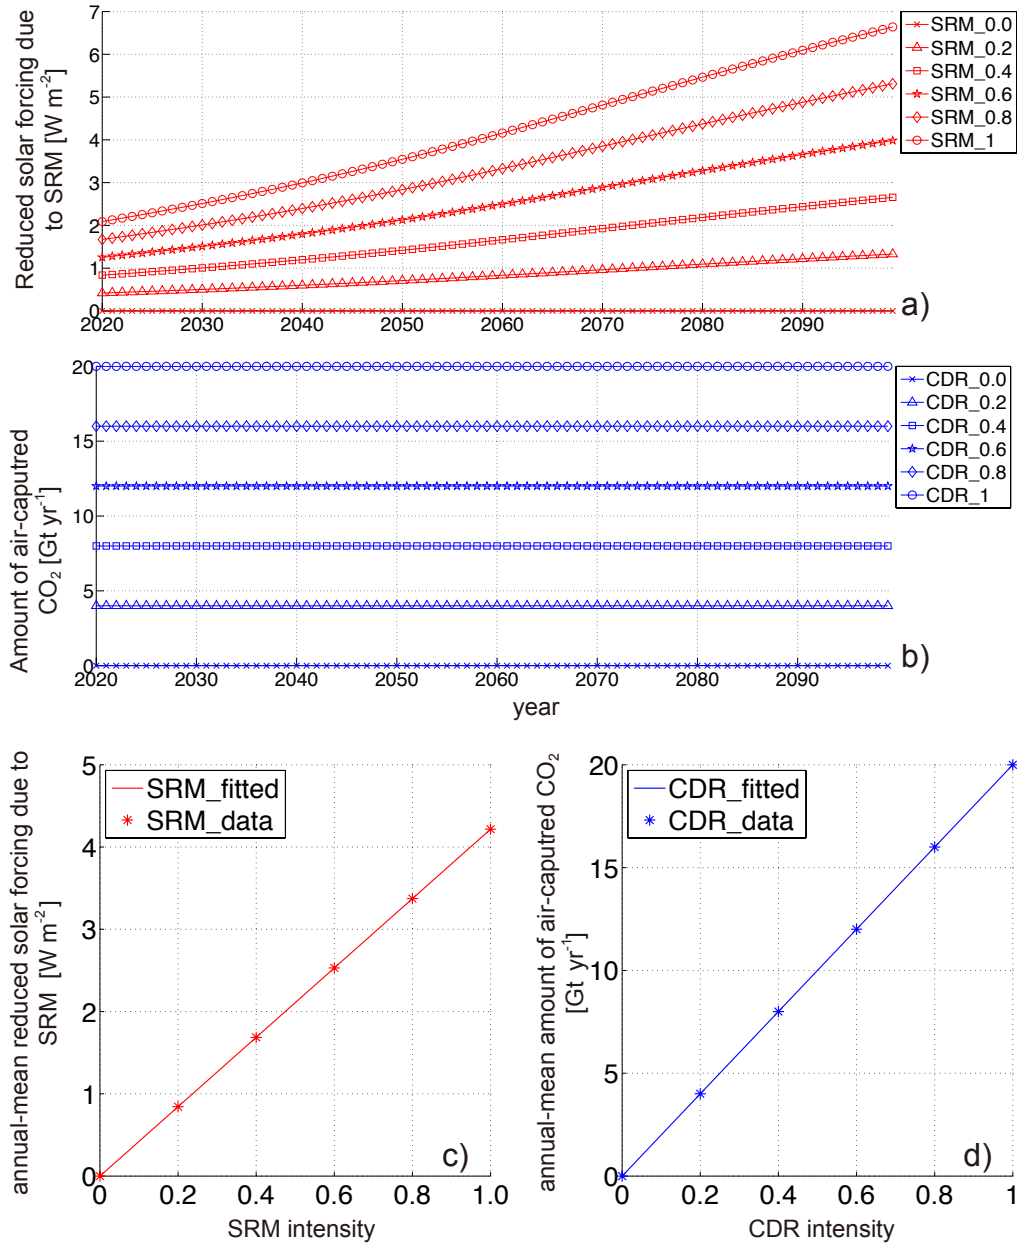 Reduced solar forcing due
to SRM [W m-2]
7
6
5
4
3
2
1
0
2020 2030 2040 2050 2060 2070 2080 2090
SRM_0.0
SRM_0.2
SRM_0.4
SRM_0.6
SRM_0.8
SRM_1
a)
Amount of air-caputred
CO2 [Gt yr-1]
20
15
10
5
0
2020 2030 2040 2050 2060 2070 2080 2090
year
CDR_0.0
CDR_0.2
CDR_0.4
CDR_0.6
CDR_0.8
CDR_1
b)
annual-mean reduced solar forcing due to
SRM [W m-2]
5
4
3
2
1
0
0 0.2 0.4 0.6 0.8 1.0
SRM intensity
SRM_fitted
SRM_data
c)
annual-mean amount of air-caputred CO2
[Gt yr-1]
20
15
10
5
0
0 0.2 0.4 0.6 0.8 1
CDR intensity
CDR_fitted
CDR_data
d)